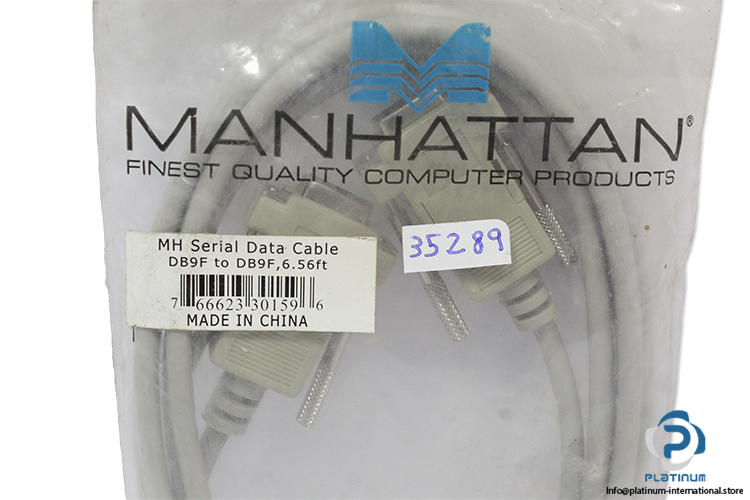 MANHATTAN®
FINEST QUALITY COMPUTER PRODUCTS
MH Serial Data Cable
DB9F to DB9F,6.56ft
7 66623 30159 6
MADE IN CHINA
35289
PLATINUM
Info@platinum-international.store